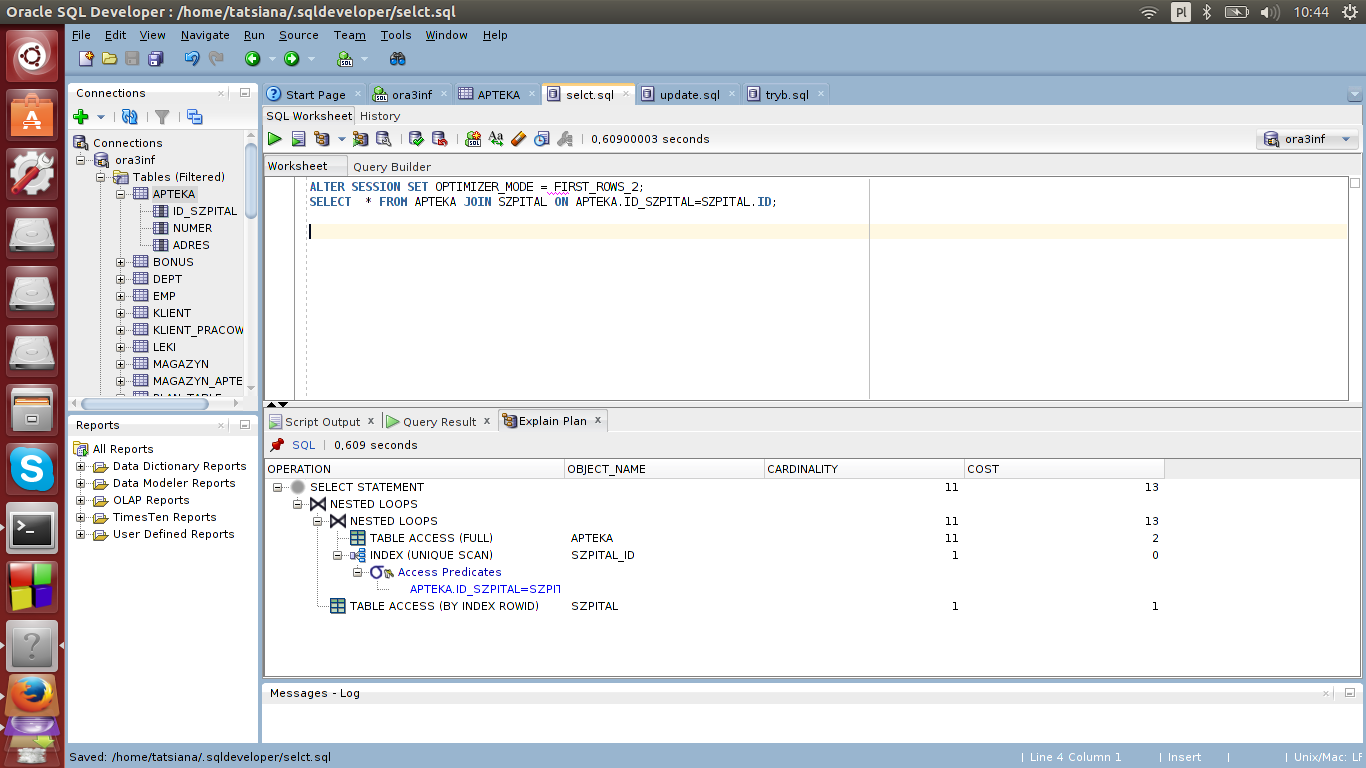 Oracle SQL Developer : /home/tatsiana/.sqldeveloper/selct.sql
Pl
10:44
File Edit View Navigate Run Source Team Tools Window Help
Connections
Connections
ora3inf
Tables (Filtered)
APTEKA
ID_SZPITAL
NUMER
ADRES
BONUS
DEPT
EMP
KLIENT
KLIENT_PRACOW
LEKI
MAGAZYN
MAGAZYN_APTE
Reports
All Reports
Data Dictionary Reports
Data Modeler Reports
OLAP Reports
TimesTen Reports
User Defined Reports
Start Page ora3inf APTEKA selct.sql update.sql tryb.sql
SQL Worksheet History
0,60900003 seconds
ora3inf
Worksheet Query Builder
ALTER SESSION SET OPTIMIZER_MODE = FIRST_ROWS_2;
SELECT  * FROM APTEKA JOIN SZPITAL ON APTEKA.ID_SZPITAL=SZPITAL.ID;
Script Output x Query Result x Explain Plan x
SQL | 0,609 seconds
OPERATION OBJECT_NAME CARDINALITY COST
SELECT STATEMENT 11 13
NESTED LOOPS
NESTED LOOPS 11 13
TABLE ACCESS (FULL) APTEKA 11 2
INDEX (UNIQUE SCAN) SZPITAL_ID 1 0
Access Predicates
APTEKA.ID_SZPITAL=SZPIT
TABLE ACCESS (BY INDEX ROWID) SZPITAL 1 1
Messages - Log
Saved: /home/tatsiana/.sqldeveloper/selct.sql
| Line 4 Column 1 | Insert | | Unix/Mac: LF